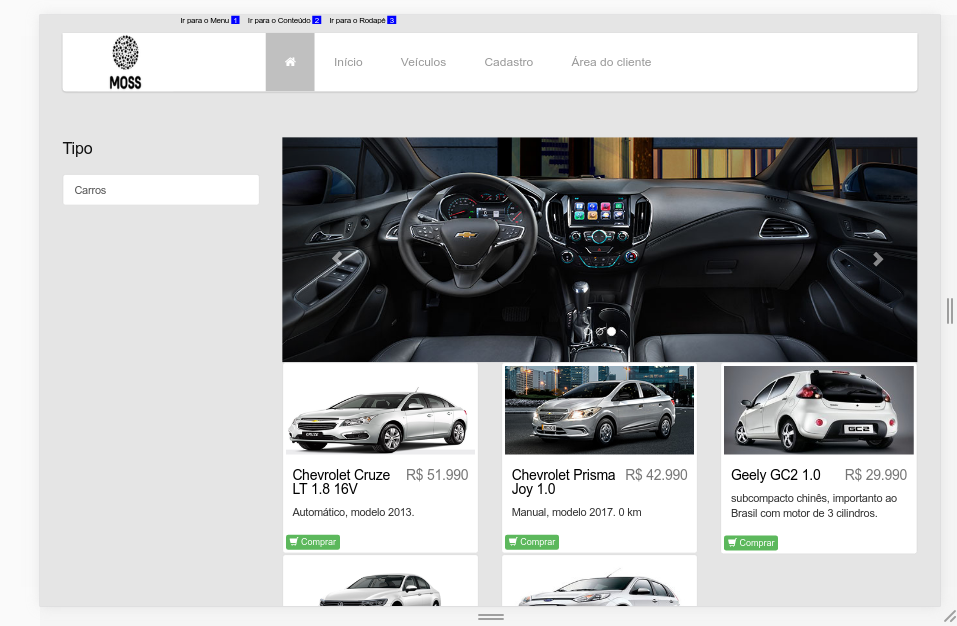 Ir para o Menu 1 Ir para o Conteúdo 2 Ir para o Rodapé 3
MOSS
Início Veículos Cadastro Área do cliente
Tipo
Carros
CRUZE
GC2
Chevrolet Cruze LT 1.8 16V R$ 51.990
Automático, modelo 2013.
Comprar
Chevrolet Prisma Joy 1.0 R$ 42.990
Manual, modelo 2017. 0 km
Comprar
Geely GC2 1.0 R$ 29.990
subcompacto chinês, importanto ao
Brasil com motor de 3 cilindros.
Comprar